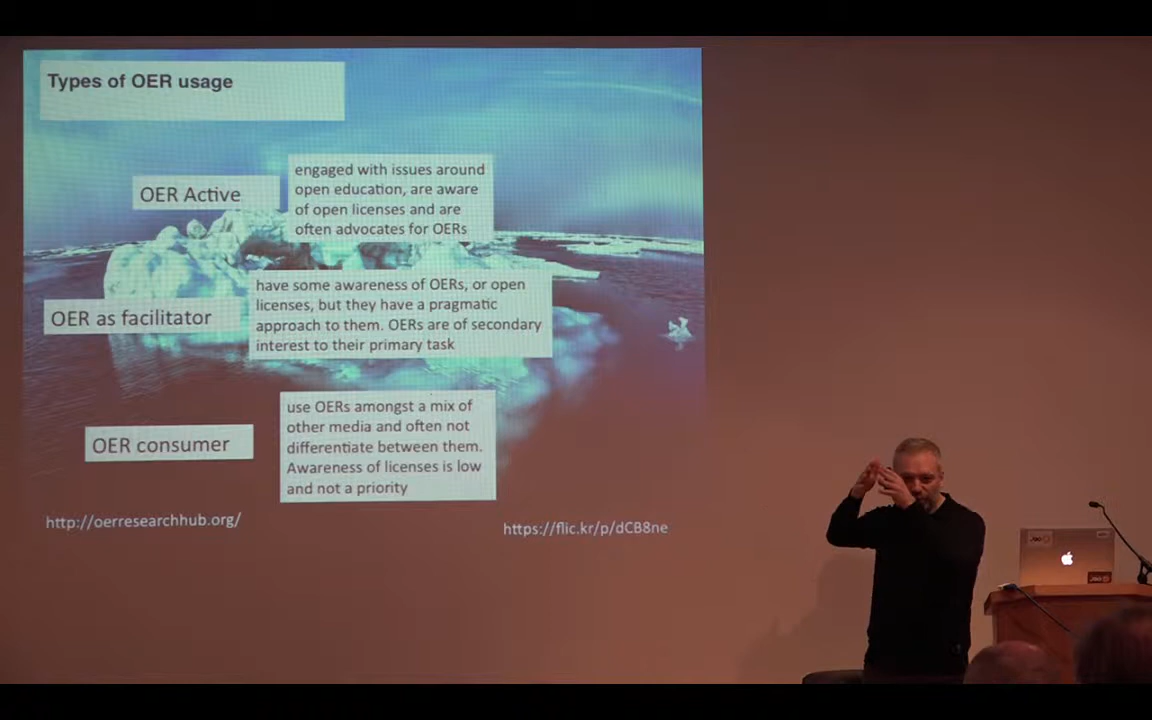 Types of OER usage
OER Active
engaged with issues around
open education, are aware
of open licenses and are
often advocates for OERs
OER as facilitator
have some awareness of OERs, or open
licenses, but they have a pragmatic
approach to them. OERs are of secondary
interest to their primary task
OER consumer
use OERs amongst a mix of
other media and often not
differentiate between them.
Awareness of licenses is low
and not a priority
http://oerresearchhub.org/
https://flic.kr/p/dCB8ne